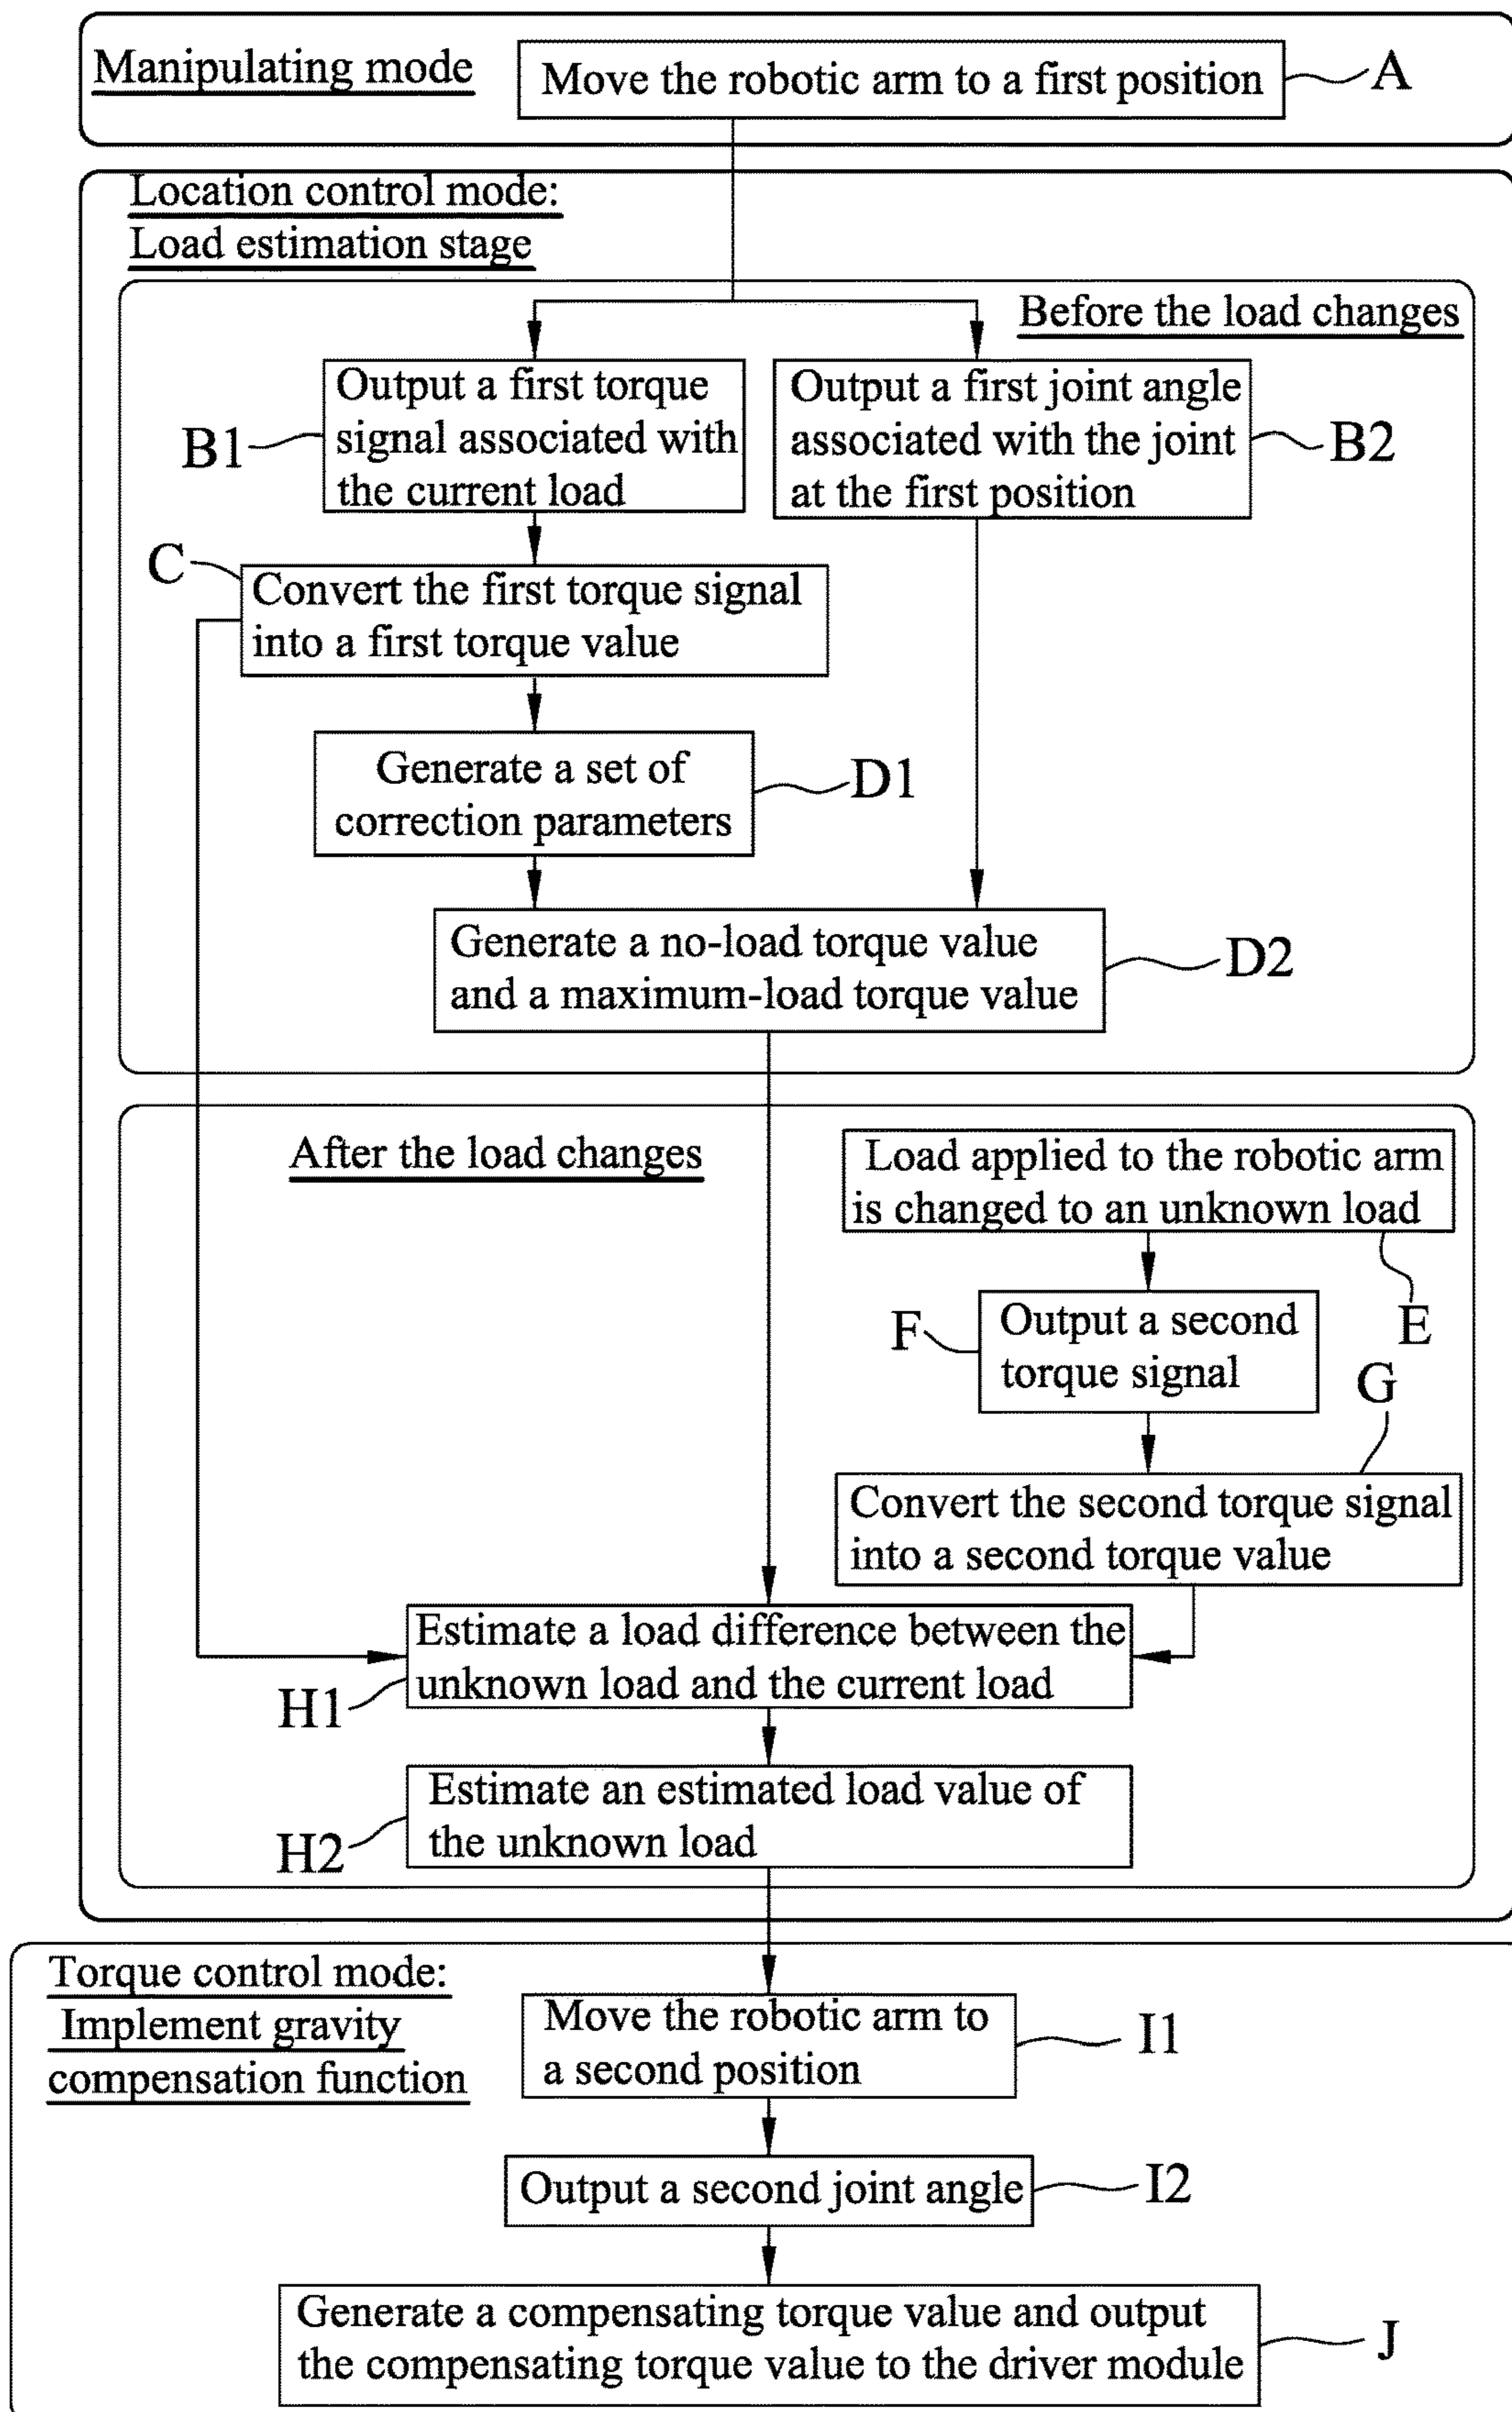 Manipulating mode
Move the robotic arm to a first position
A
Location control mode:
Load estimation stage
Before the load changes
Output a first torque
signal associated with
the current load
B1
Output a first joint angle
associated with the joint
at the first position
B2
C
Convert the first torque signal
into a first torque value
Generate a set of
correction parameters
D1
Generate a no-load torque value
and a maximum-load torque value
D2
After the load changes
Load applied to the robotic arm
is changed to an unknown load
E
F
Output a second
torque signal
G
Convert the second torque signal
into a second torque value
Estimate a load difference between the
unknown load and the current load
H1
Estimate an estimated load value of
the unknown load
H2
Torque control mode:
Implement gravity
compensation function
Move the robotic arm to
a second position
I1
Output a second joint angle
I2
Generate a compensating torque value and output
the compensating torque value to the driver module
J